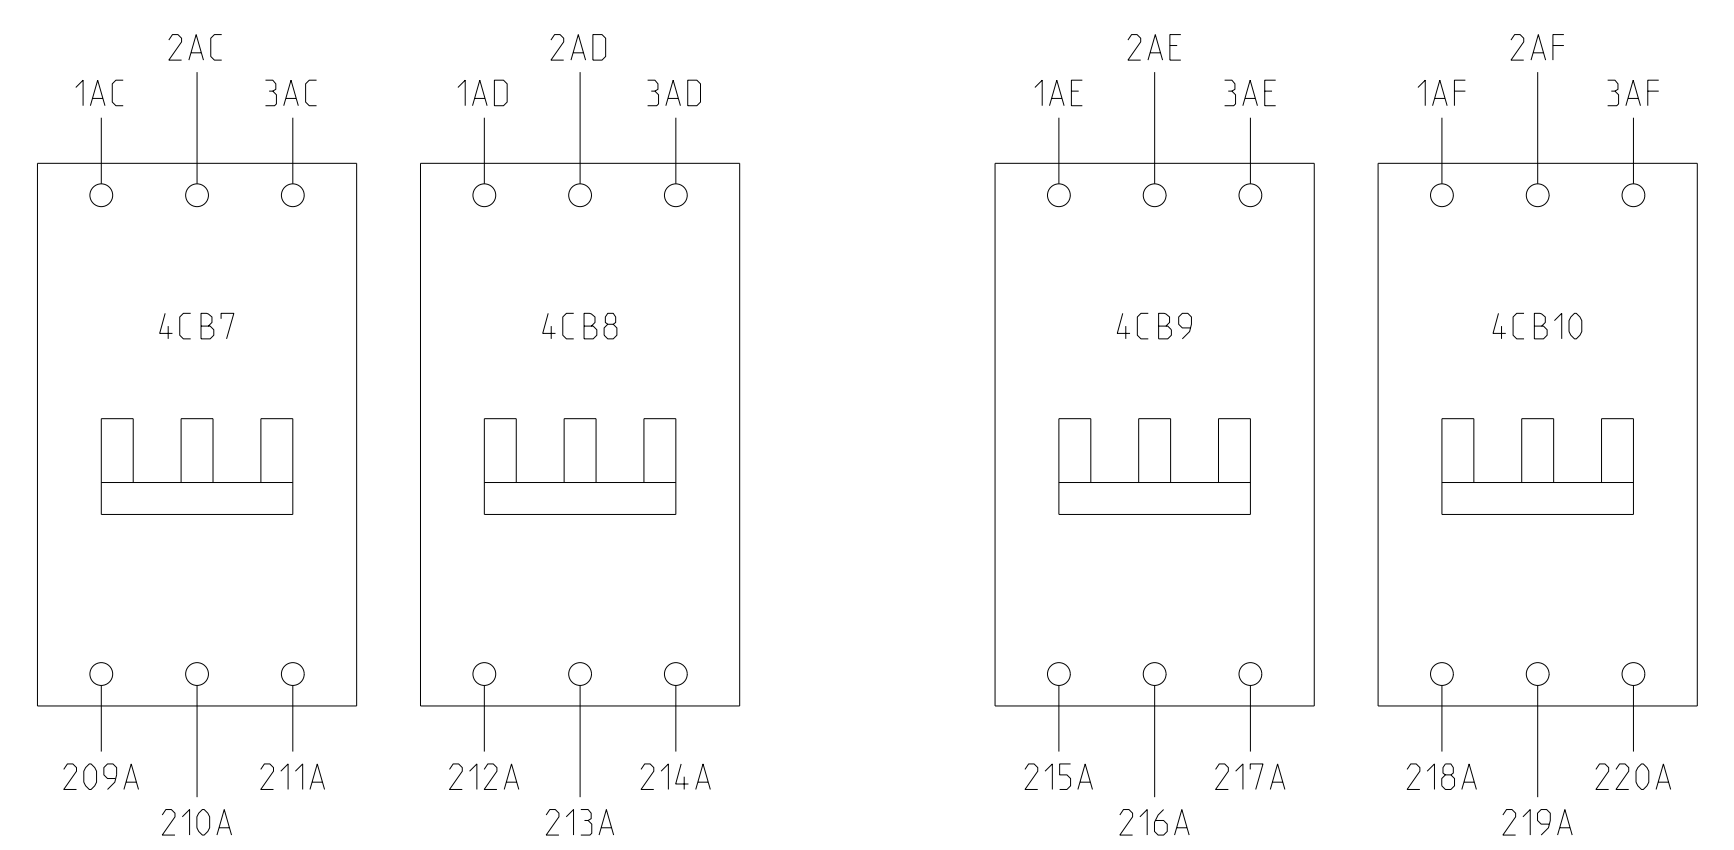 2AC 2AD 2AE 2AF
1AC 3AC 1AD 3AD 1AE 3AE 1AF 3AF
4CB7 4CB8 4CB9 4CB10
209A 211A 212A 214A 215A 217A 218A 220A
210A 213A 216A 219A